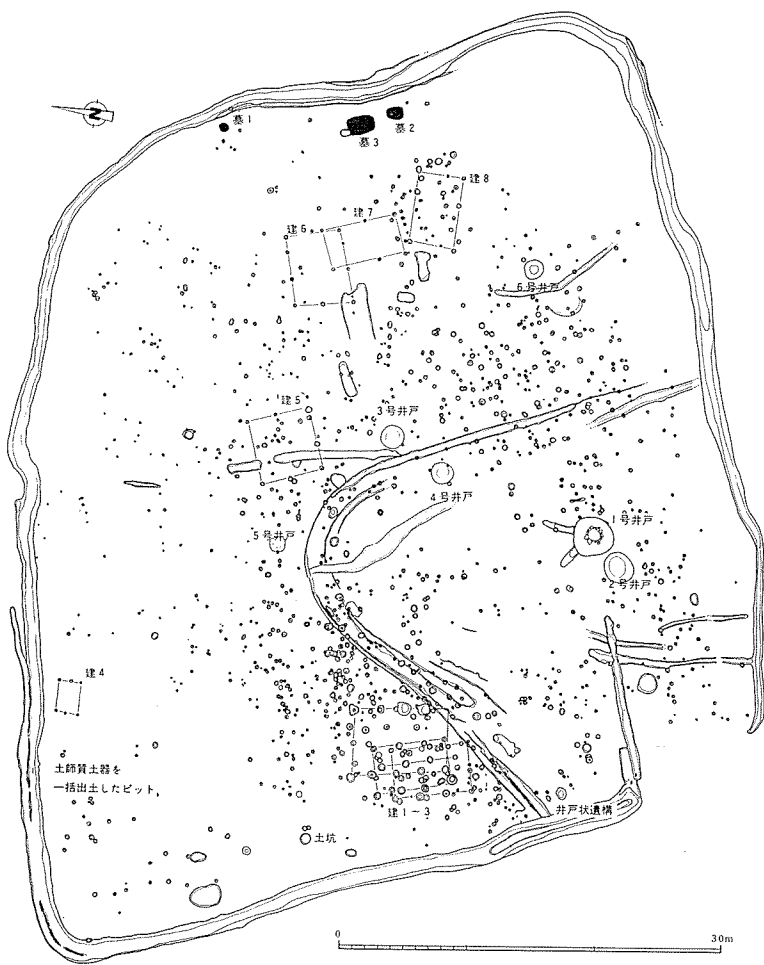 N
墓1
墓2
墓3
建8
建7
建6
6号井戸
建5
3号井戸
4号井戸
1号井戸
5号井戸
2号井戸
建4
土師質土器を
一括出土したピット,
建1~3
井戸状遺構
土坑
0
30m